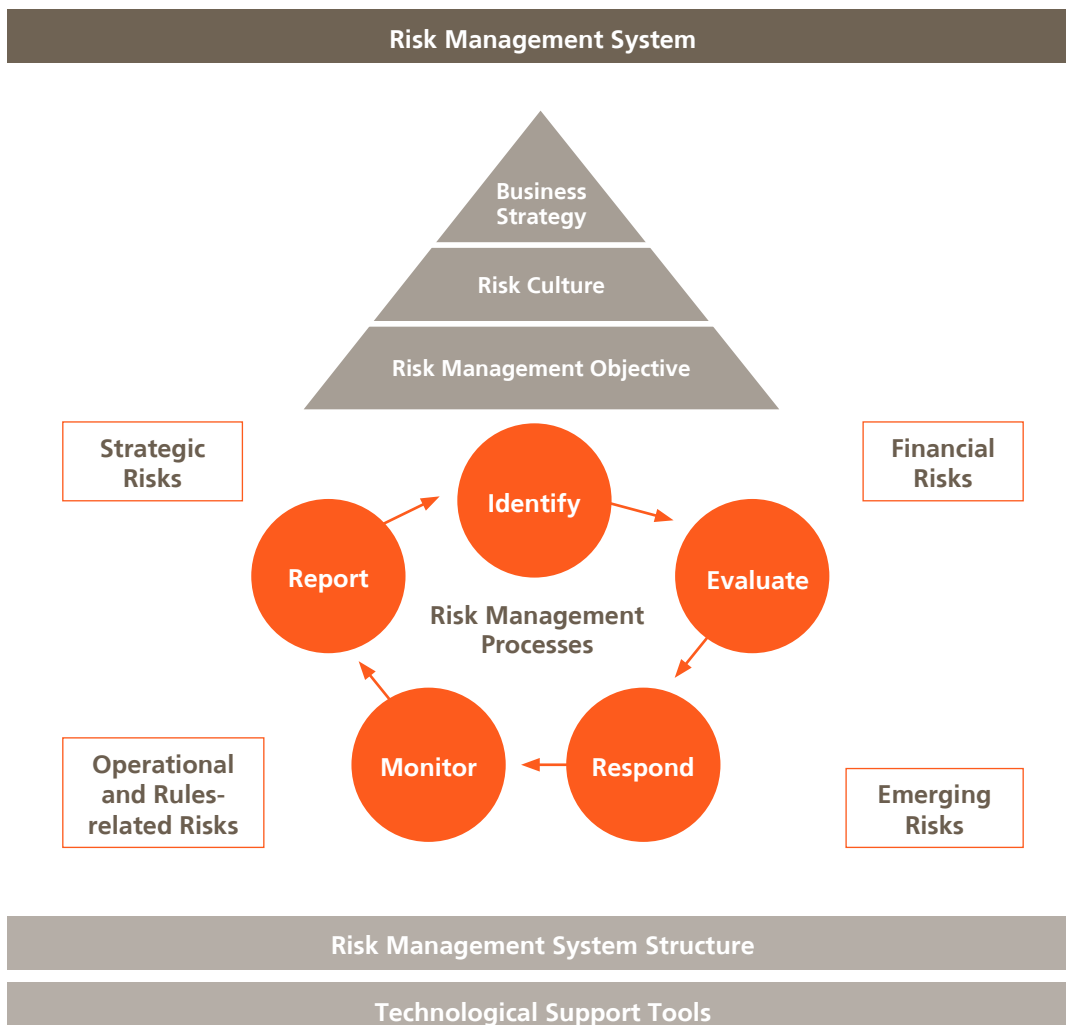 Risk Management System
Business
Strategy
Risk Culture
Risk Management Objective
Strategic
Risks
Financial
Risks
Identify
Report
Evaluate
Risk Management
Processes
Monitor
Respond
Operational
and Rules-
related Risks
Emerging
Risks
Risk Management System Structure
Technological Support Tools